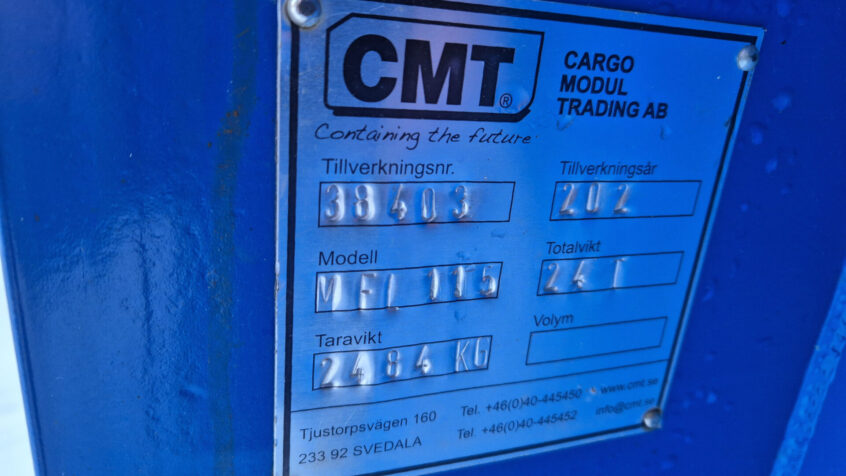 CMT®
CARGO
MODUL
TRADING AB
Containing the future
Tillverkningsnr.
Tillverkningsår
38403
202
Modell
Totalvikt
24 T
Taravikt
Volym
2484 KG
Tjustorpsvägen 160
Tel. +46(0)40-445450
www.cmt.se
233 92 SVEDALA
Tel. +46(0)40-445452
info@cmt.se